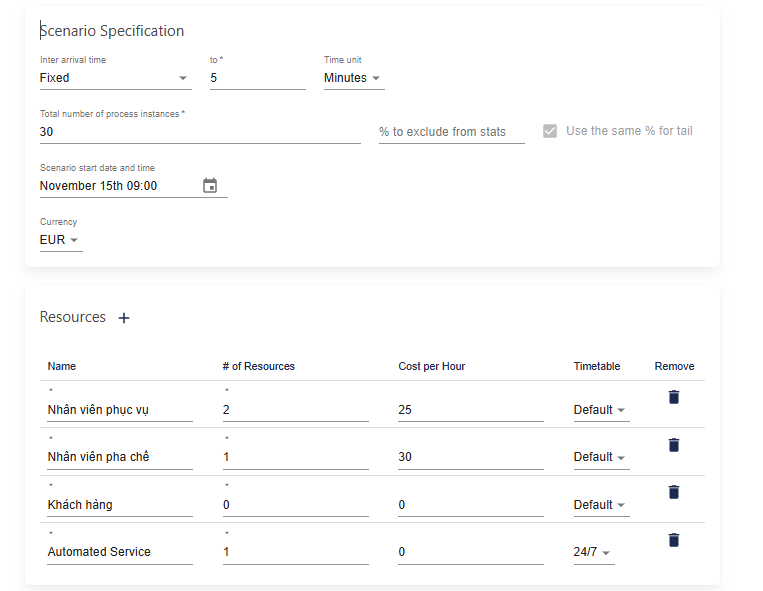 Scenario Specification
Inter arrival time to * Time unit
Fixed 5 Minutes
Total number of process instances *
30 % to exclude from stats Use the same % for tail
Scenario start date and time
November 15th 09:00
Currency
EUR
Resources +
Name # of Resources Cost per Hour Timetable Remove
* *
Nhân viên phục vụ 2 25 Default
* *
Nhân viên pha chế 1 30 Default
* *
Khách hàng 0 0 Default
* *
Automated Service 1 0 24/7